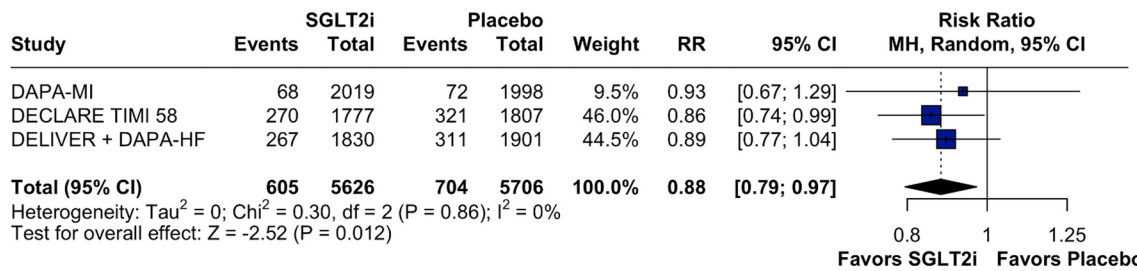 SGLT2i Placebo Risk Ratio
Study Events Total Events Total Weight RR 95% CI MH, Random, 95% CI
DAPA-MI 68 2019 72 1998 9.5% 0.93 [0.67; 1.29]
DECLARE TIMI 58 270 1777 321 1807 46.0% 0.86 [0.74; 0.99]
DELIVER + DAPA-HF 267 1830 311 1901 44.5% 0.89 [0.77; 1.04]
Total (95% CI) 605 5626 704 5706 100.0% 0.88 [0.79; 0.97]
Heterogeneity: Tau² = 0; Chi² = 0.30, df = 2 (P = 0.86); I² = 0%
Test for overall effect: Z = -2.52 (P = 0.012)
0.8 1 1.25
Favors SGLT2i Favors Placebo